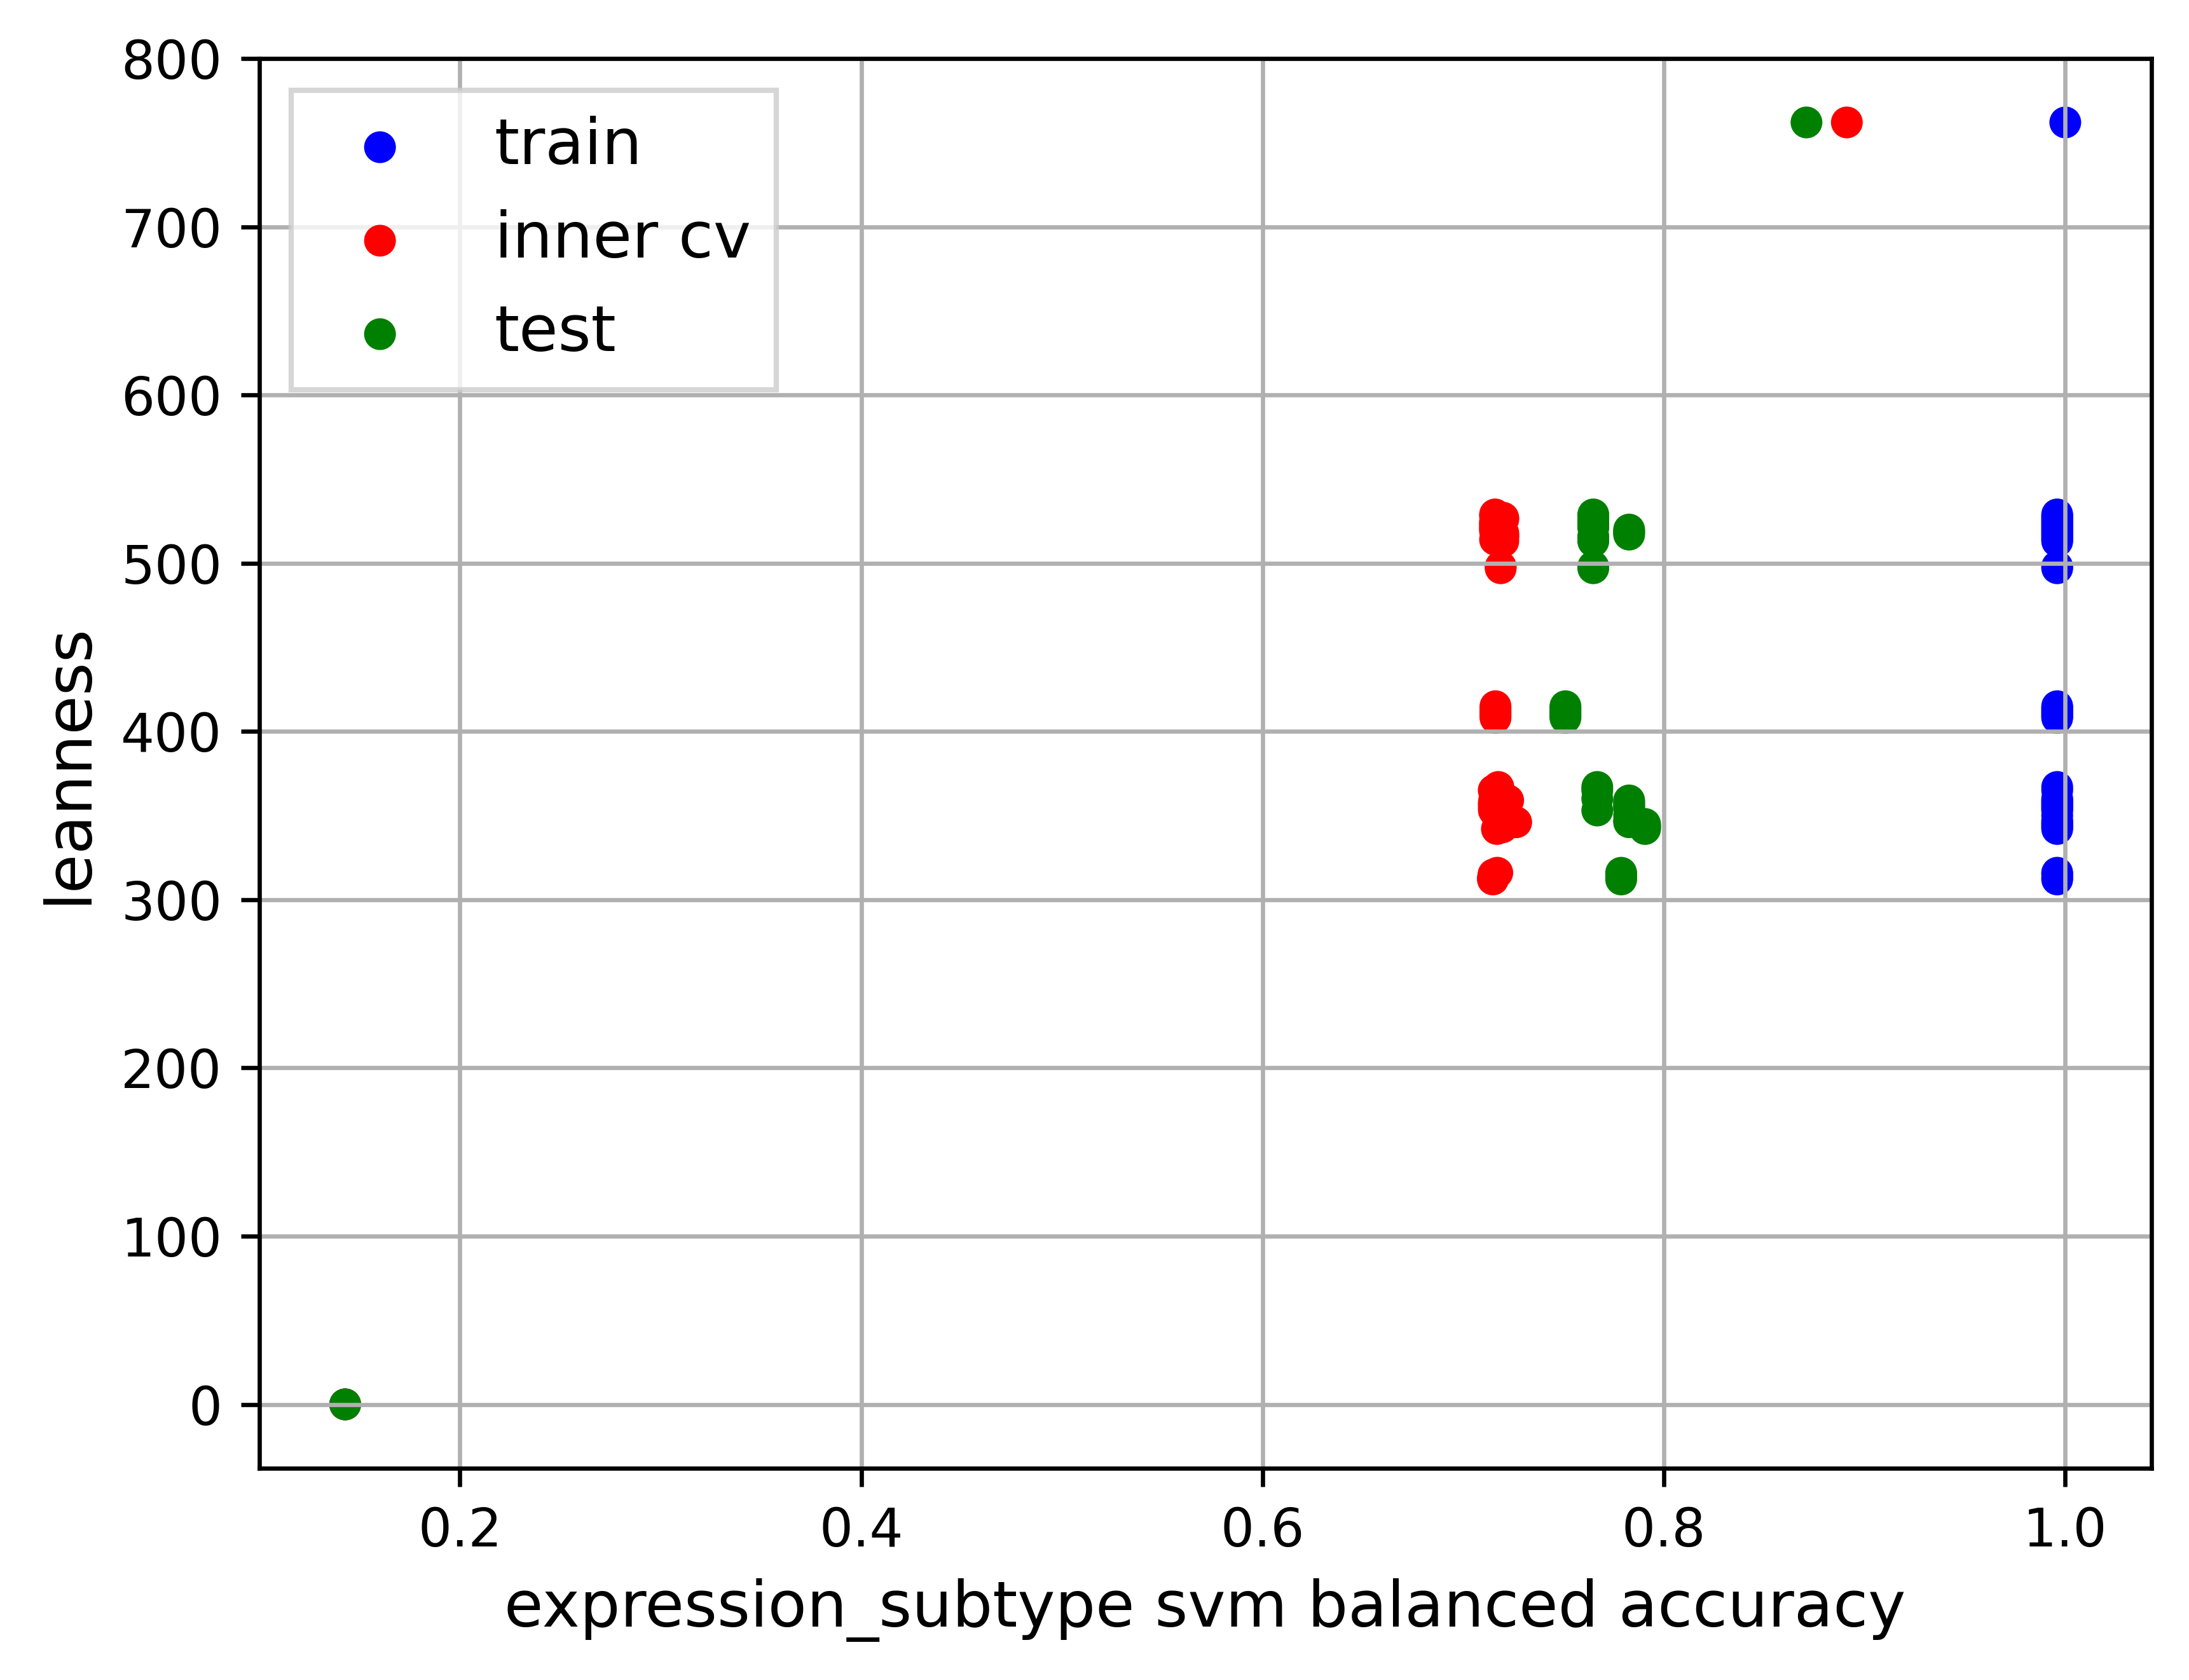 800
700
600
500
400
300
200
100
0
leanness
train
inner cv
test
0.2 0.4 0.6 0.8 1.0
expression_subtype svm balanced accuracy